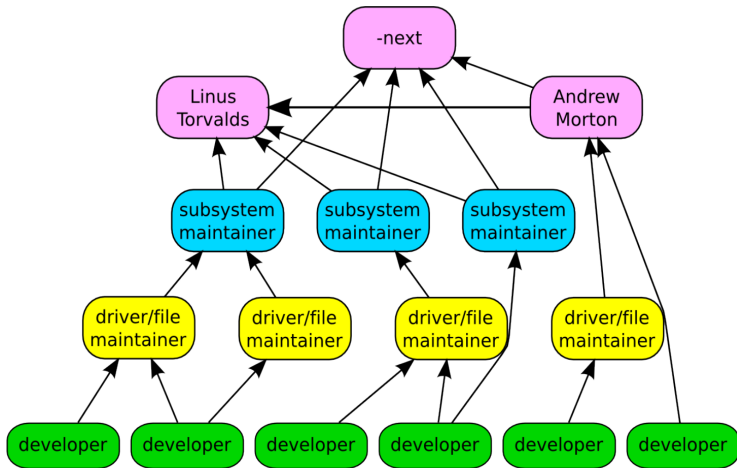 -next
Linus
Torvalds
Andrew
Morton
subsystem
maintainer
subsystem
maintainer
subsystem
maintainer
driver/file
maintainer
driver/file
maintainer
driver/file
maintainer
driver/file
maintainer
developer
developer
developer
developer
developer
developer